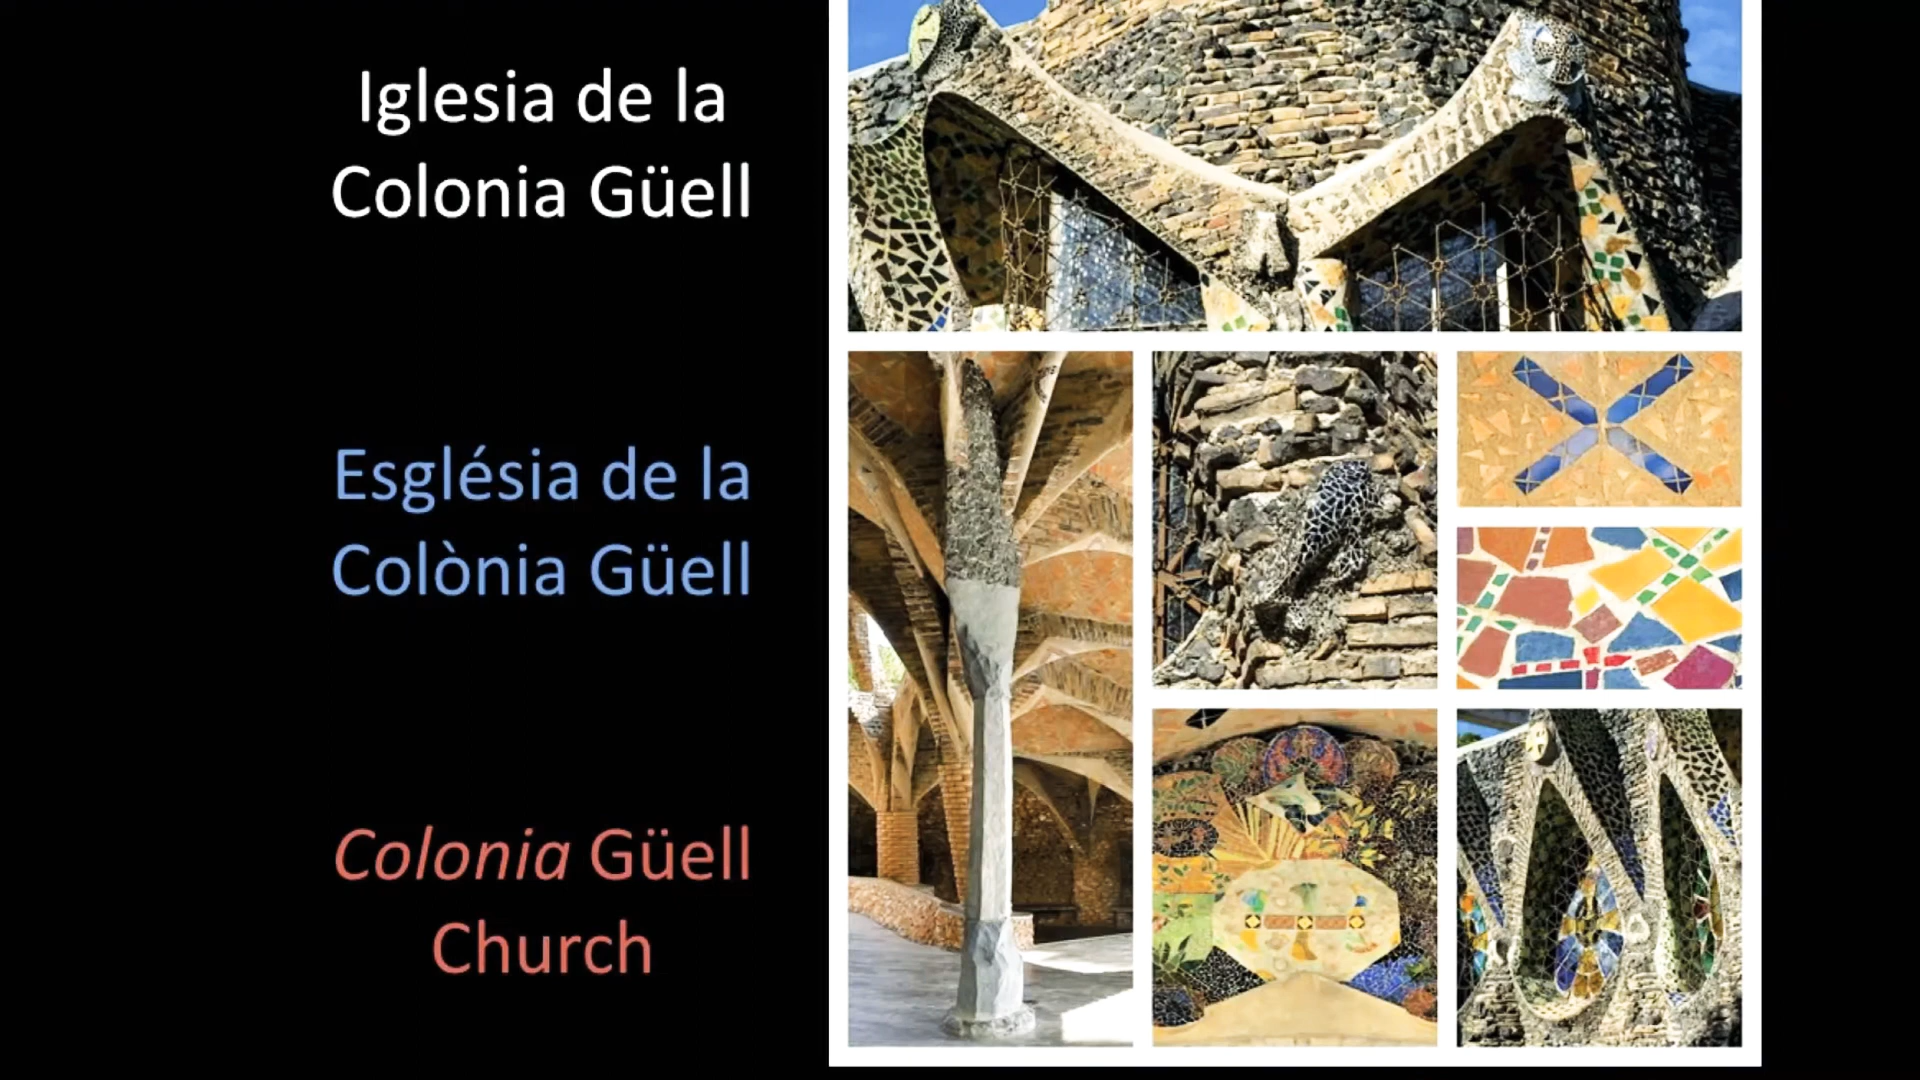 Iglesia de la
Colonia Güell
Església de la
Colònia Güell
Colonia Güell
Church